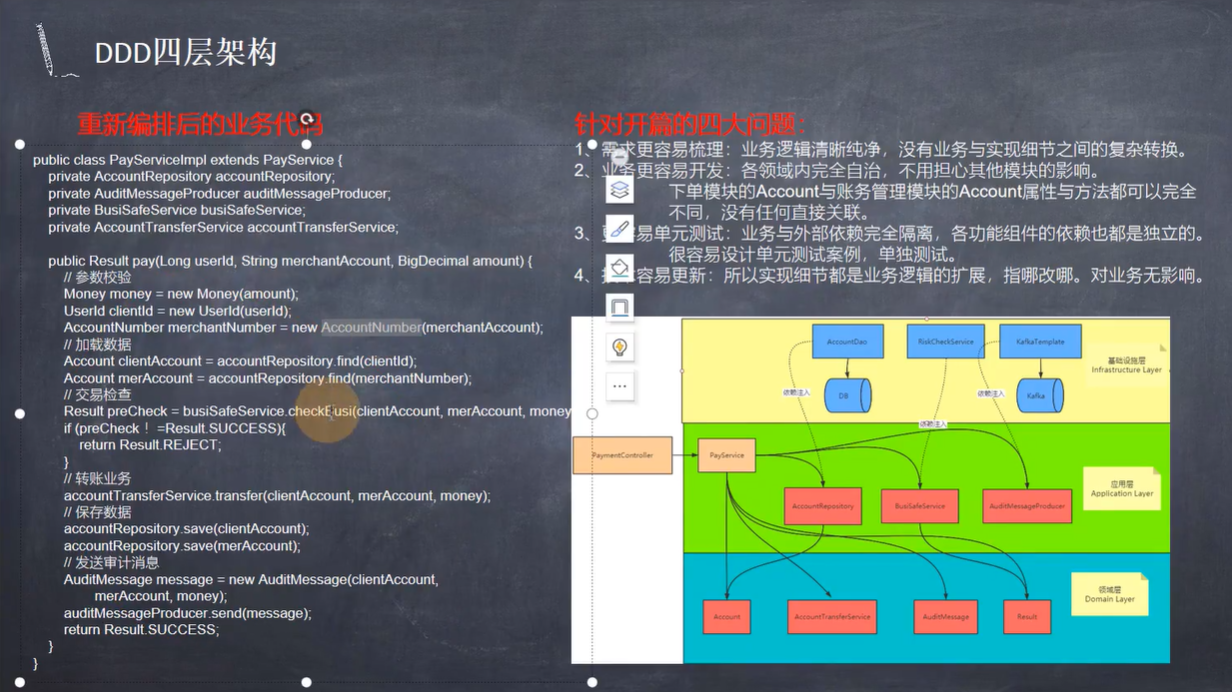 DDD四层架构
重新编排后的业务代码
public class PayServiceImpl extends PayService {
private AccountRepository accountRepository;
private AuditMessageProducer auditMessageProducer;
private BusiSafeService busiSafeService;
private AccountTransferService accountTransferService;
public Result pay(Long userId, String merchantAccount, BigDecimal amount) {
// 参数校验
Money money = new Money(amount);
UserId clientId = new UserId(userId);
AccountNumber merchantNumber = new AccountNumber(merchantAccount);
// 加载数据
Account clientAccount = accountRepository.find(clientId);
Account merAccount = accountRepository.find(merchantNumber);
// 交易检查
Result preCheck = busiSafeService.checkBusi(clientAccount, merAccount, money
if (preCheck！=Result.SUCCESS){
return Result.REJECT;
}
// 转账业务
accountTransferService.transfer(clientAccount, merAccount, money);
// 保存数据
accountRepository.save(clientAccount);
accountRepository.save(merAccount);
// 发送审计消息
AuditMessage message = new AuditMessage(clientAccount,
merAccount, money);
auditMessageProducer.send(message);
return Result.SUCCESS;
}
}
针对开篇的四大问题：
1、需求更容易梳理：业务逻辑清晰纯净，没有业务与实现细节之间的复杂转换。
2、业务更容易开发：各领域内完全自治，不用担心其他模块的影响。
下单模块的Account与账务管理模块的Account属性与方法都可以完全
不同，没有任何直接关联。
3、易单元测试：业务与外部依赖完全隔离，各功能组件的依赖也都是独立的。
很容易设计单元测试案例，单独测试。
4、容易更新：所以实现细节都是业务逻辑的扩展，指哪改哪。对业务无影响。
AccountDao
RiskCheckService
KafkaTemplate
基础设施层
Infrastructure Layer
依赖注入
DB
依赖注入
Kafka
依赖注入
PaymentController
PayService
应用层
Application Layer
AccountRepository
BusiSafeService
AuditMessageProducer
领域层
Domain Layer
Account
AccountTransferService
AuditMessage
Result